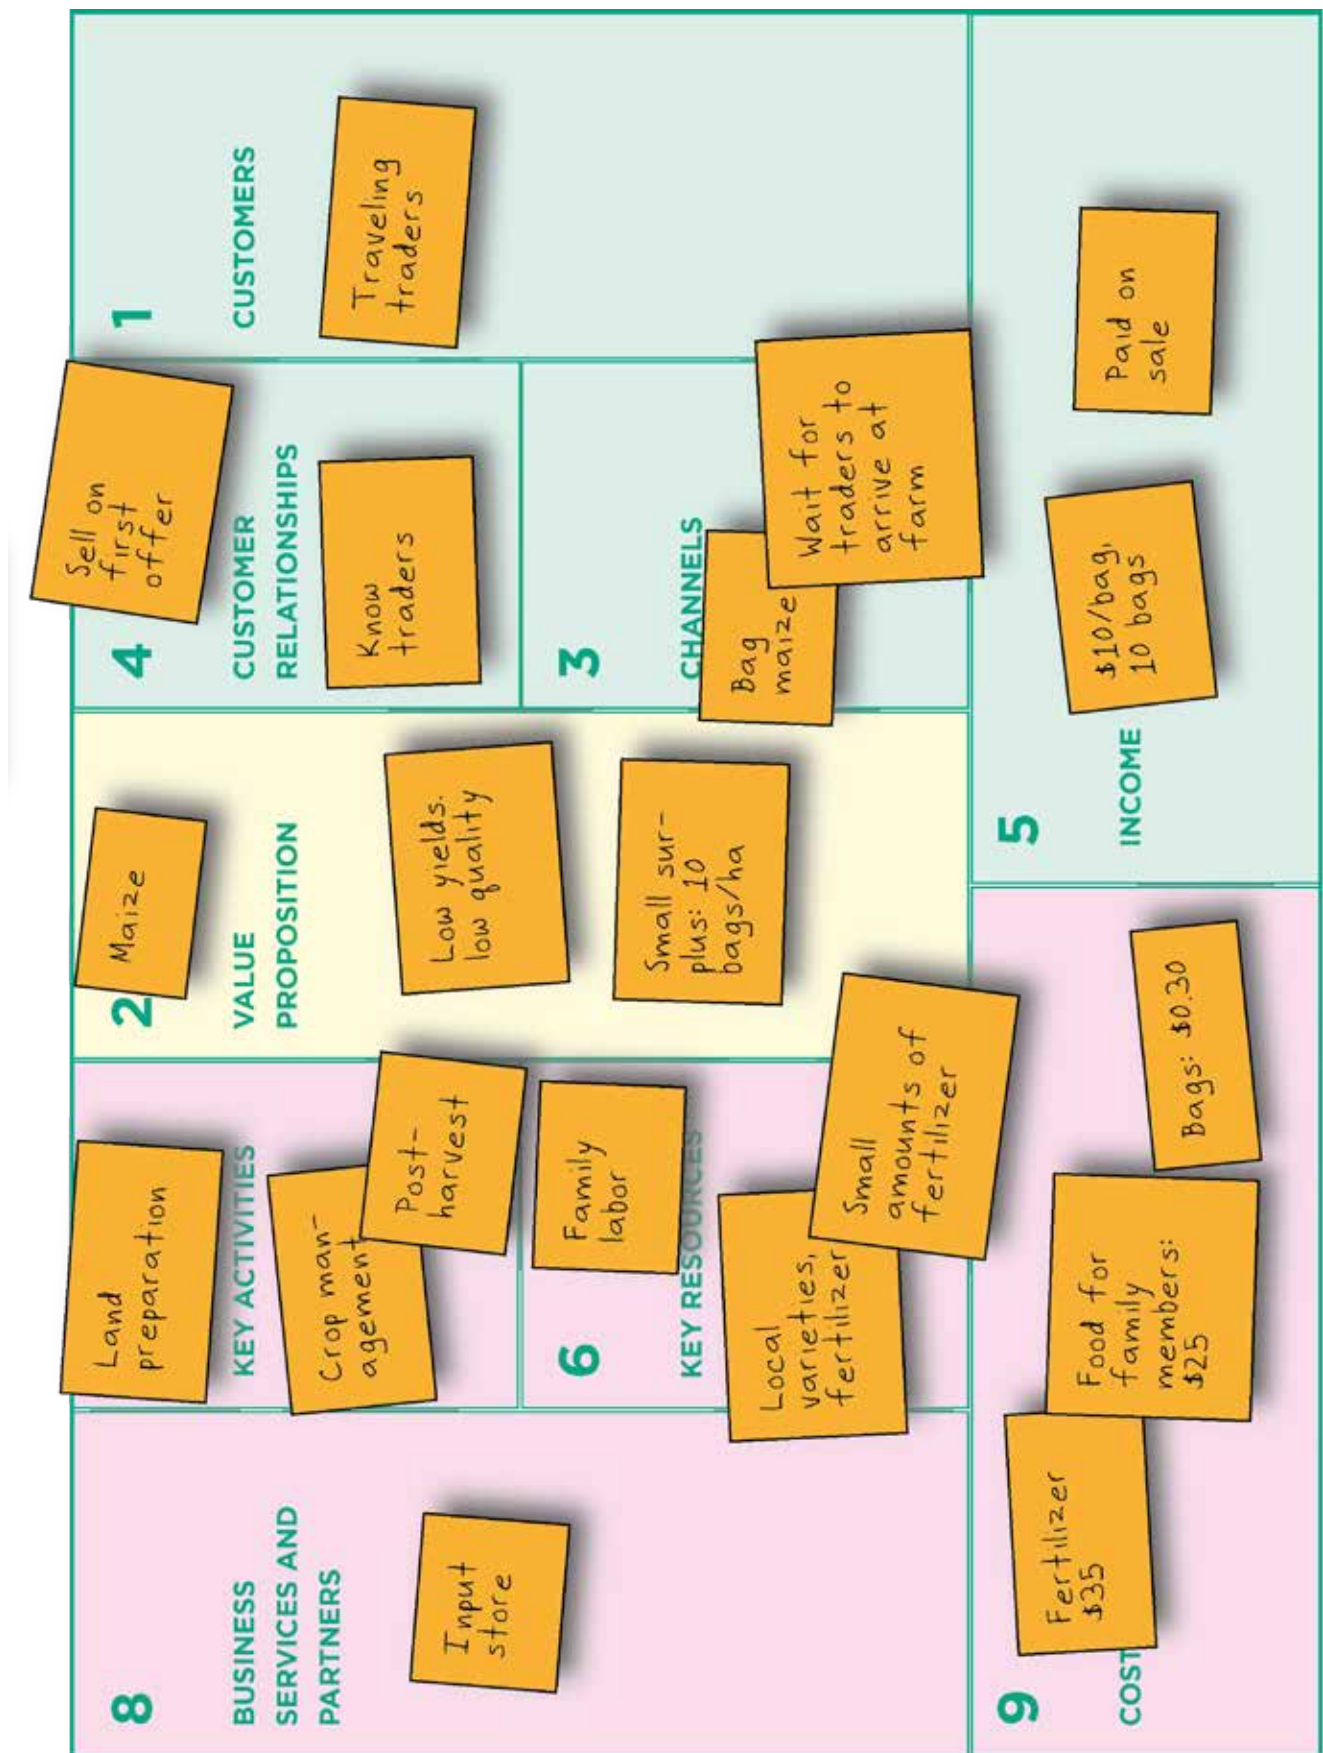 8
BUSINESS
SERVICES AND
PARTNERS
Input
store
Land
preparation
KEY ACTIVITIES
Crop man-
agement
Post-
harvest
6
KEY RESOURCES
Family
labor
Local
varieties,
fertilizer
Small
amounts of
fertilizer
2
Maize
VALUE
PROPOSITION
Low yields.
low quality
Small sur-
plus: 10
bags/ha
4
Sell on
first
offer
CUSTOMER
RELATIONSHIPS
Know
traders
3
CHANNELS
Bag
maize
Wait for
traders to
arrive at
farm
1
CUSTOMERS
Traveling
traders
9
COST
Fertilizer
$35
Food for
family
members:
$25
Bags: $0.30
5
INCOME
$10/bag,
10 bags
Paid on
sale